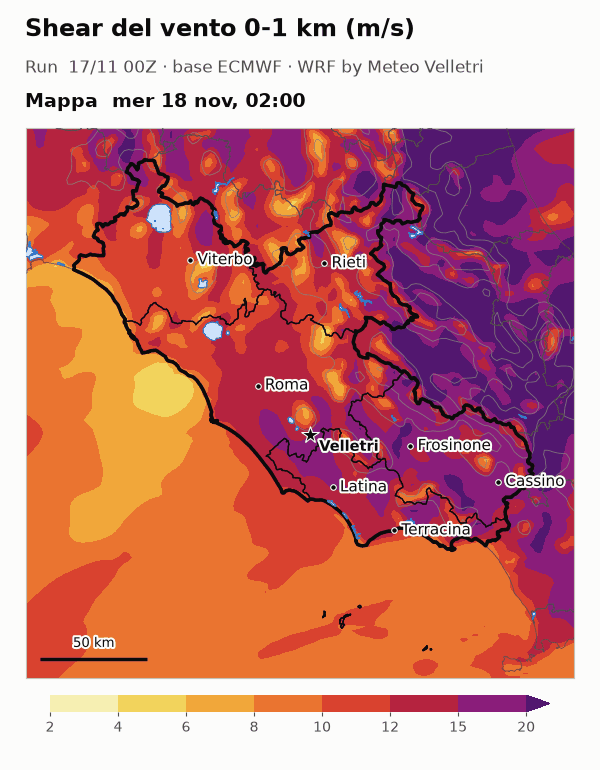 Shear del vento 0-1 km (m/s)
Run  17/11 00Z · base ECMWF · WRF by Meteo Velletri
Mappa  mer 18 nov, 02:00
Viterbo
Rieti
Roma
Velletri
Frosinone
Cassino
Latina
Terracina
50 km
2 4 6 8 10 12 15 20